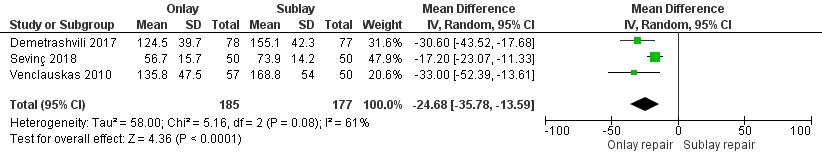 Onlay Sublay Mean Difference Mean Difference
Study or Subgroup Mean SD Total Mean SD Total Weight IV, Random, 95% CI IV, Random, 95% CI
Demetrashvili 2017 124.5 39.7 78 155.1 42.3 77 31.6% -30.60 [-43.52, -17.68]
Sevinç 2018 56.7 15.7 50 73.9 14.2 50 47.8% -17.20 [-23.07, -11.33]
Venclauskas 2010 135.8 47.5 57 168.8 54 50 20.6% -33.00 [-52.39, -13.61]
Total (95% CI) 185 177 100.0% -24.68 [-35.78, -13.59]
Heterogeneity: Tau² = 58.00; Chi² = 5.16, df = 2 (P = 0.08); I² = 61%
Test for overall effect: Z = 4.36 (P < 0.0001)
-100 -50 0 50 100
Onlay repair Sublay repair